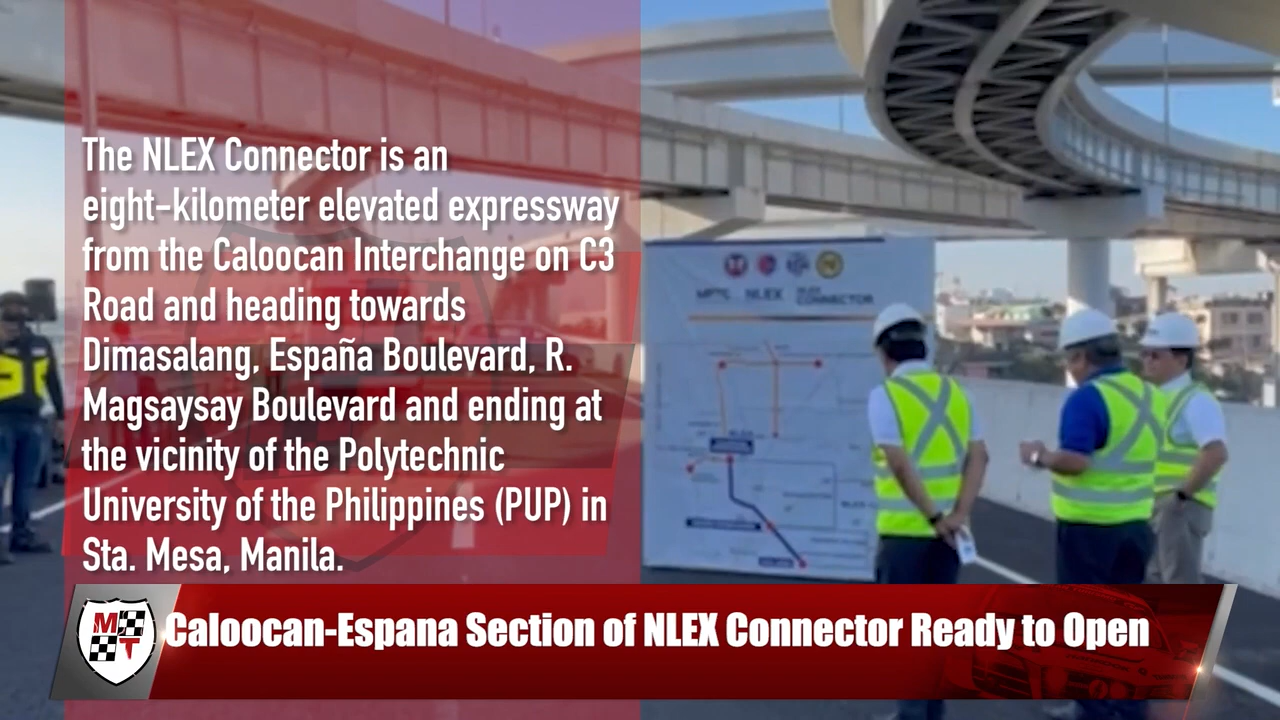 The NLEX Connector is an
eight-kilometer elevated expressway
from the Caloocan Interchange on C3
Road and heading towards
Dimasalang, España Boulevard, R.
Magsaysay Boulevard and ending at
the vicinity of the Polytechnic
University of the Philippines (PUP) in
Sta. Mesa, Manila.
MPTC NLEX NLEX CONNECTOR
M T
Caloocan-Espana Section of NLEX Connector Ready to Open